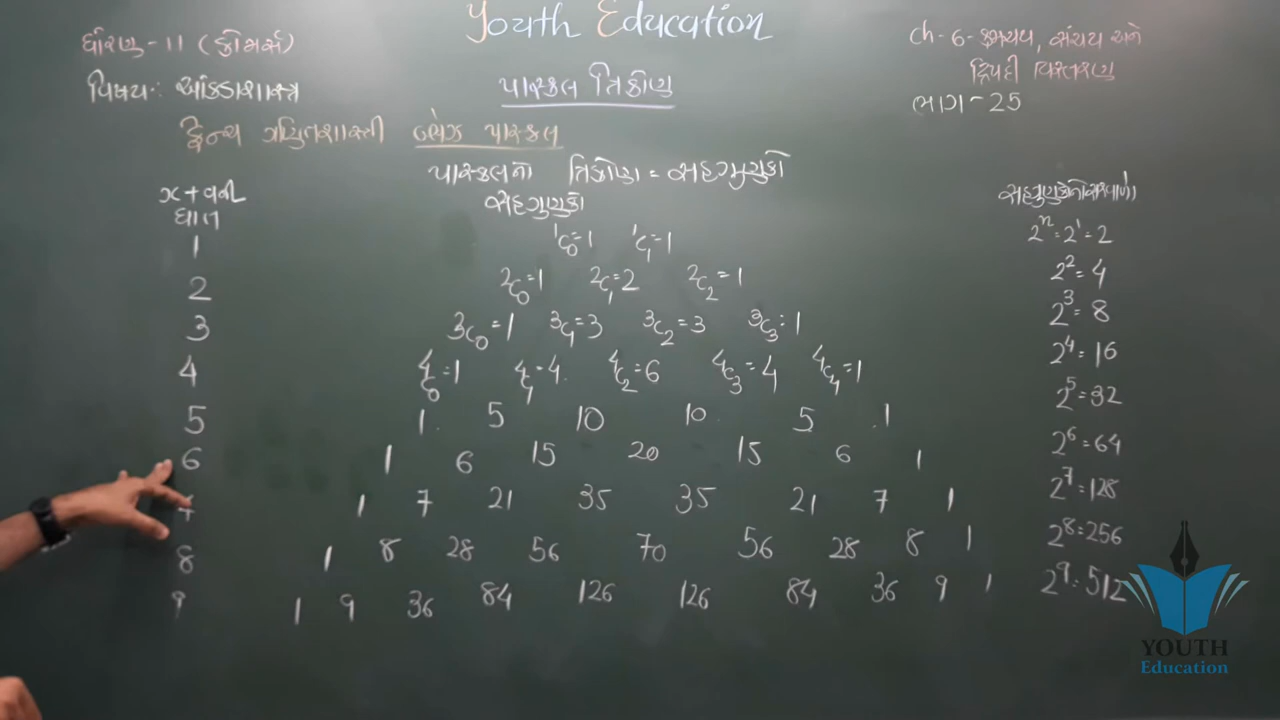 Youth Education
ધોરણ-11 (કોમર્સ)
Ch-6-ક્રમચય, સંચય અને
દ્વિપદી વિસ્તરણ
વિષય: આંકડાશાસ્ત્ર
પાસ્કલ ત્રિકોણ
ભાગ-25
ફ્રેન્ચ ગણિતશાસ્ત્રી બ્લેઝ પાસ્કલ
પાસ્કલનો ત્રિકોણ = સહગુણકો
x+વની ઘાત
સહગુણકો
1 ¹C₀=1 ¹C₁=1 2ⁿ=2¹=2
2 ²C₀=1 ²C₁=2 ²C₂=1 2²=4
3 ³C₀=1 ³C₁=3 ³C₂=3 ³C₃=1 2³=8
4 ⁴C₀=1 ⁴C₁=4 ⁴C₂=6 ⁴C₃=4 ⁴C₄=1 2⁴=16
5 1 5 10 10 5 1 2⁵=32
6 1 6 15 20 15 6 1 2⁶=64
1 7 21 35 35 21 7 1 2⁷=128
8 1 8 28 56 70 56 28 8 1 2⁸=256
9 1 9 36 84 126 126 84 36 9 1 2⁹=512
YOUTH
Education